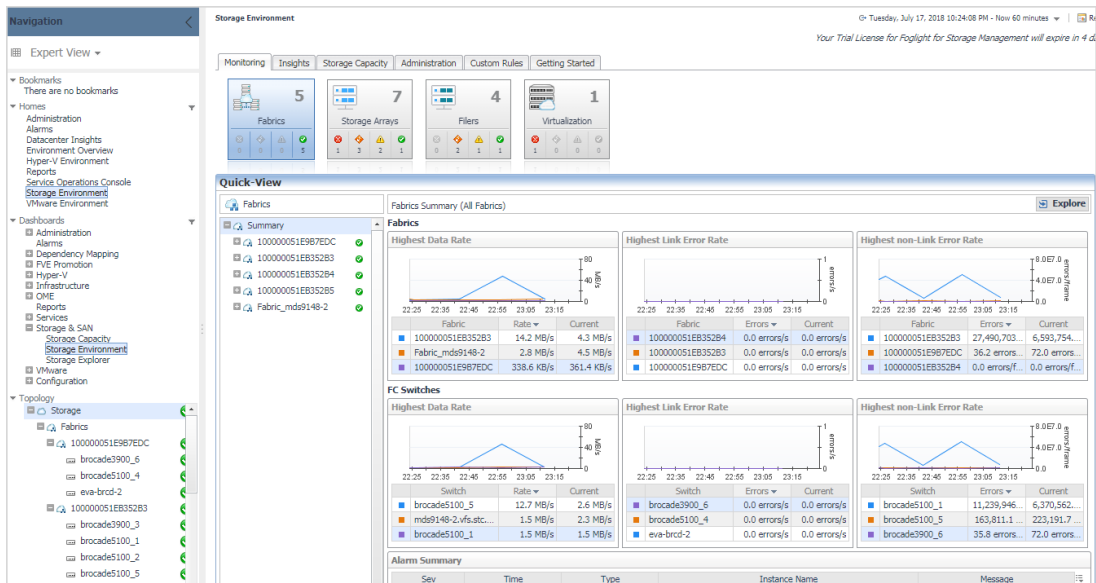 Navigation
Expert View
Bookmarks
There are no bookmarks
Homes
Administration
Alarms
Datacenter Insights
Environment Overview
Hyper-V Environment
Reports
Service Operations Console
Storage Environment
VMware Environment
Dashboards
Administration
Alarms
Dependency Mapping
FVE Promotion
Hyper-V
Infrastructure
OME
Reports
Services
Storage & SAN
Storage Capacity
Storage Environment
Storage Explorer
VMware
Configuration
Topology
Storage
Fabrics
100000051E9B7EDC
brocade3900_6
brocade5100_4
eva-brcd-2
100000051EB352B3
brocade3900_3
brocade5100_1
brocade5100_2
brocade5100_5
Storage Environment
Tuesday, July 17, 2018 10:24:08 PM - Now 60 minutes
Your Trial License for Foglight for Storage Management will expire in 4 d
Monitoring Insights Storage Capacity Administration Custom Rules Getting Started
5 7 4 1
Fabrics Storage Arrays Filers Virtualization
0 0 0 5 1 3 2 1 0 2 1 1 1 0 0 0
Quick-View
Fabrics
Summary
100000051E9B7EDC
100000051EB352B3
100000051EB352B4
100000051EB352B5
Fabric_mds9148-2
Fabrics Summary (All Fabrics) Explore
Fabrics
Highest Data Rate
80
40
0
MB/s
22:25 22:35 22:45 22:55 23:05 23:15
Fabric Rate Current
100000051EB352B3 14.2 MB/s 4.3 MB/s
Fabric_mds9148-2 2.8 MB/s 4.5 MB/s
100000051E9B7EDC 338.6 KB/s 361.4 KB/s
Highest Link Error Rate
1
0
errors/s
22:25 22:35 22:45 22:55 23:05 23:15
Fabric Errors Current
100000051EB352B4 0.0 errors/s 0.0 errors/s
100000051EB352B3 0.0 errors/s 0.0 errors/s
100000051E9B7EDC 0.0 errors/s 0.0 errors/s
Highest non-Link Error Rate
8.0E7.0
4.0E7.0
0.0
errors/frame
22:25 22:35 22:45 22:55 23:05 23:15
Fabric Errors Current
100000051EB352B3 27,490,703... 6,593,754....
100000051E9B7EDC 36.2 errors... 72.0 errors...
100000051EB352B4 0.0 errors/f... 0.0 errors/f...
FC Switches
Highest Data Rate
80
40
0
MB/s
22:25 22:35 22:45 22:55 23:05 23:15
Switch Rate Current
brocade5100_5 12.7 MB/s 2.6 MB/s
mds9148-2.vfs.stc.... 1.5 MB/s 2.3 MB/s
brocade5100_1 1.5 MB/s 1.5 MB/s
Highest Link Error Rate
1
0
errors/s
22:25 22:35 22:45 22:55 23:05 23:15
Switch Errors Current
brocade3900_6 0.0 errors/s 0.0 errors/s
brocade5100_4 0.0 errors/s 0.0 errors/s
eva-brcd-2 0.0 errors/s 0.0 errors/s
Highest non-Link Error Rate
8.0E7.0
4.0E7.0
0.0
errors/frame
22:25 22:35 22:45 22:55 23:05 23:15
Switch Errors Current
brocade5100_1 11,239,946... 6,370,562....
brocade5100_5 163,811.1 ... 223,191.7 ...
brocade3900_6 35.8 errors... 72.0 errors...
Alarm Summary
Sev Time Type Instance Name Message